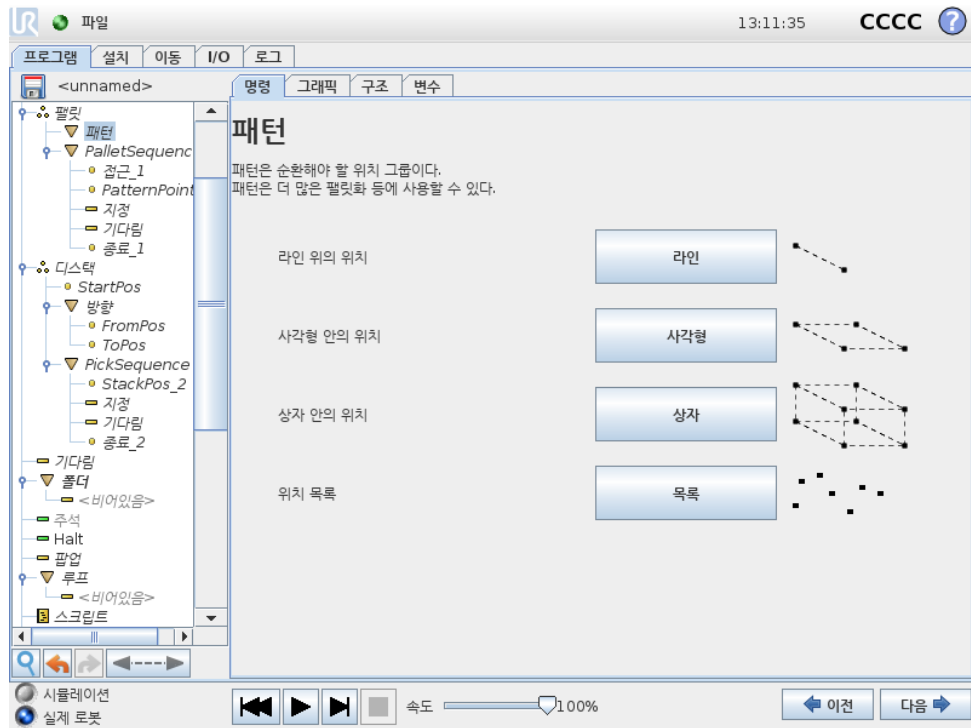 UR 파일 13:11:35 CCCC ?
프로그램 설치 이동 I/O 로그
<unnamed>
명령 그래픽 구조 변수
팔릿
패턴
PalletSequenc
접근_1
PatternPoint
지정
기다림
종료_1
디스택
StartPos
방향
FromPos
ToPos
PickSequence
StackPos_2
지정
기다림
종료_2
기다림
폴더
<비어있음>
주석
Halt
팝업
루프
<비어있음>
스크립트
패턴
패턴은 순환해야 할 위치 그룹이다.
패턴은 더 많은 팰릿화 등에 사용할 수 있다.
라인 위의 위치 라인
사각형 안의 위치 사각형
상자 안의 위치 상자
위치 목록 목록
시뮬레이션
실제 로봇
속도 100%
이전 다음